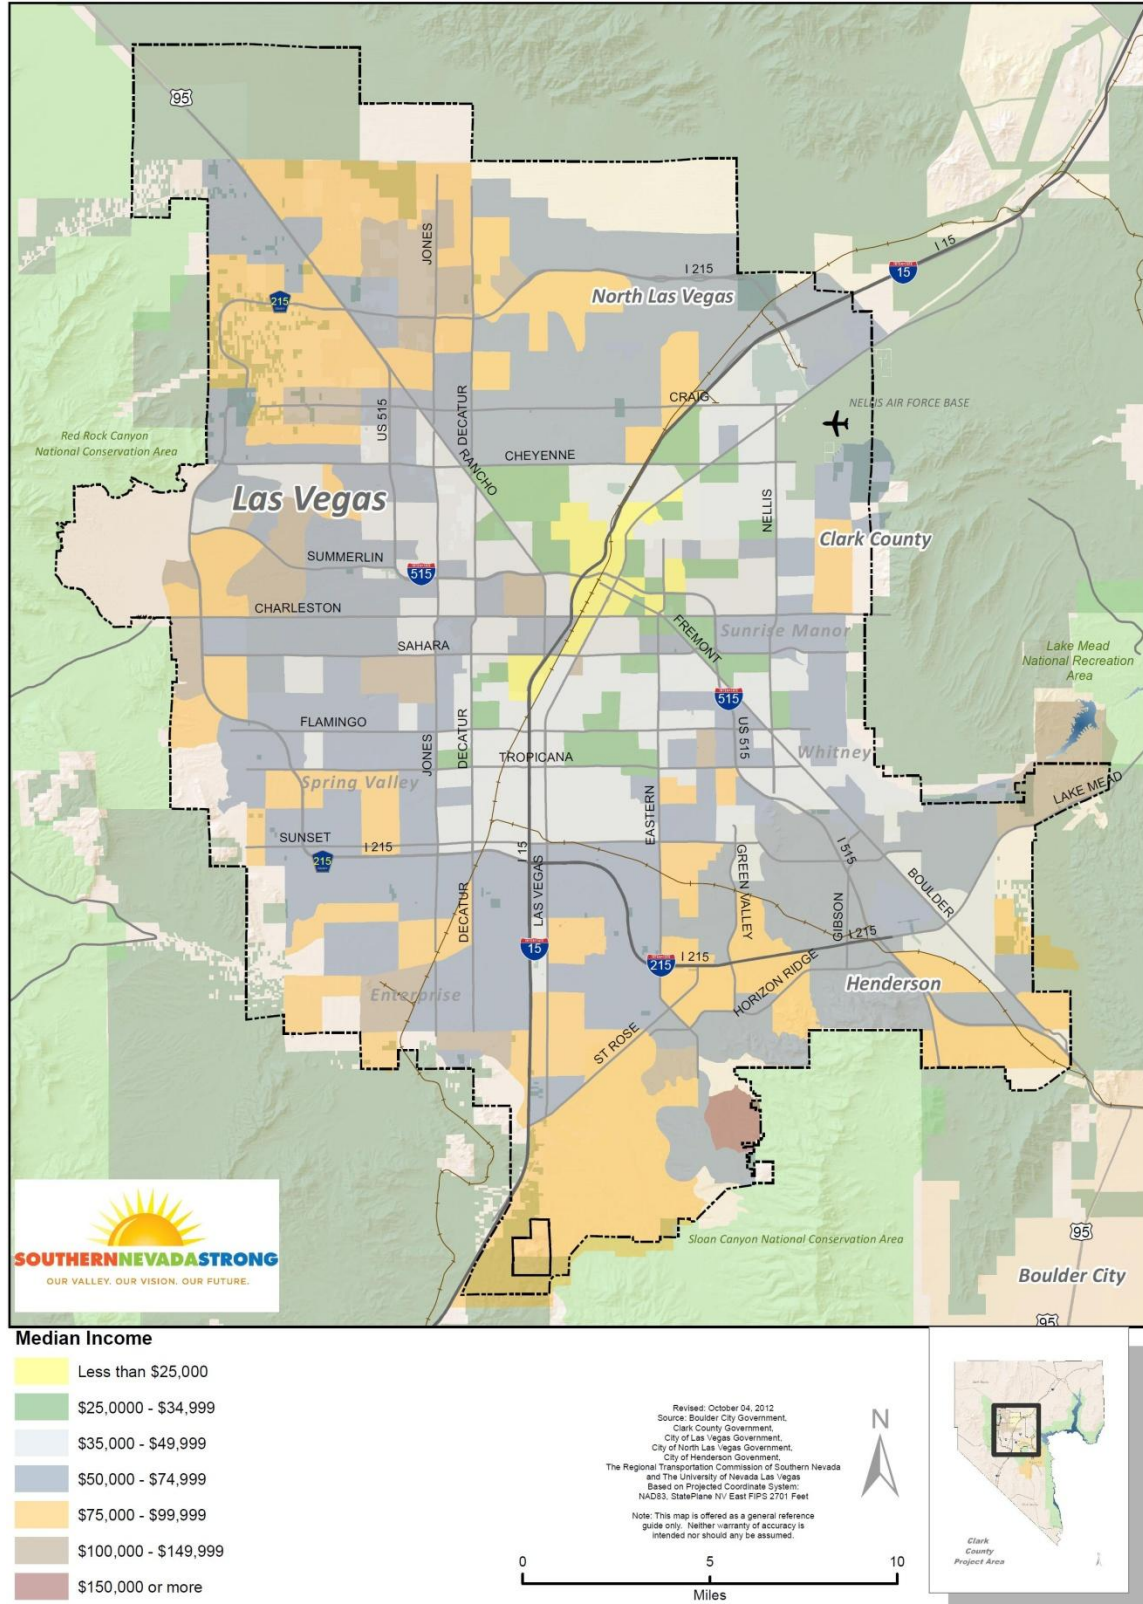 95
JONES
I 215
I 15
15
North Las Vegas
215
NELLIS AIR FORCE BASE
CRAIG
US 515
DECATUR
Red Rock Canyon
National Conservation Area
CHEYENNE
RANCHO
Las Vegas
NELLIS
Clark County
SUMMERLIN
515
CHARLESTON
FREMONT
Sunrise Manor
SAHARA
Lake Mead
National Recreation
Area
515
FLAMINGO
US 515
JONES
DECATUR
TROPICANA
Whitney
Spring Valley
LAKE MEAD
EASTERN
SUNSET
I 215
215
I 15
LAS VEGAS
GREEN VALLEY
I 515
BOULDER
DECATUR
GIBSON
I 215
15
215
I 215
HORIZON RIDGE
Henderson
Enterprise
ST ROSE
SOUTHERNNEVADASTRONG
OUR VALLEY. OUR VISION. OUR FUTURE.
Sloan Canyon National Conservation Area
95
Boulder City
95
Median Income
Less than $25,000
$25,0000 - $34,999
$35,000 - $49,999
$50,000 - $74,999
$75,000 - $99,999
$100,000 - $149,999
$150,000 or more
Revised: October 04, 2012
Source: Boulder City Government,
Clark County Government,
City of Las Vegas Government,
City of North Las Vegas Government,
City of Henderson Govenment,
The Regional Transportation Commission of Southern Nevada
and The University of Nevada Las Vegas
Based on Projected Coordinate System:
NAD83, StatePlane NV East FIPS 2701 Feet
Note: This map is offered as a general reference
guide only. Neither warranty of accuracy is
intended nor should any be assumed.
N
0 5 10
Miles
Clark
County
Project Area